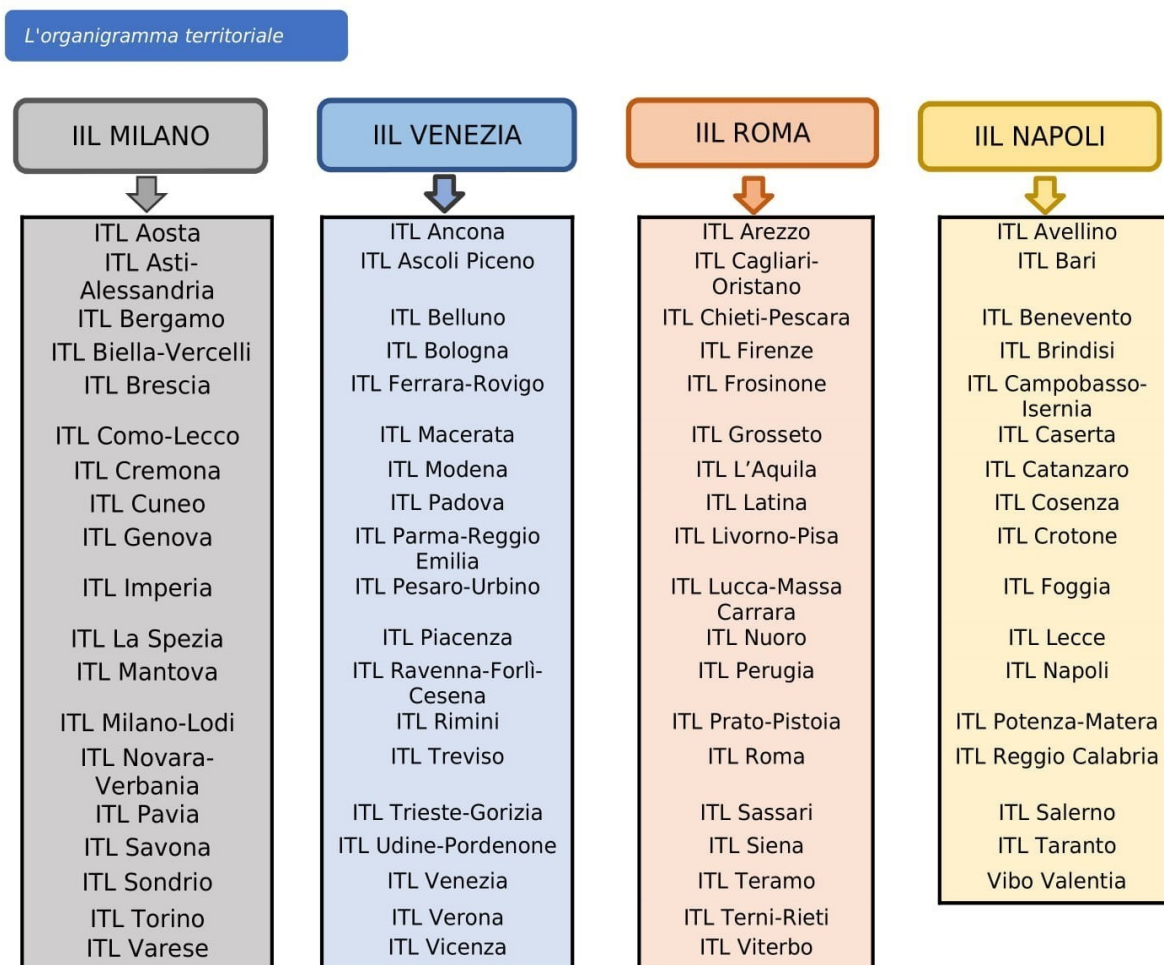 L'organigramma territoriale
IIL MILANO
ITL Aosta
ITL Asti-
Alessandria
ITL Bergamo
ITL Biella-Vercelli
ITL Brescia
ITL Como-Lecco
ITL Cremona
ITL Cuneo
ITL Genova
ITL Imperia
ITL La Spezia
ITL Mantova
ITL Milano-Lodi
ITL Novara-
Verbania
ITL Pavia
ITL Savona
ITL Sondrio
ITL Torino
ITL Varese
IIL VENEZIA
ITL Ancona
ITL Ascoli Piceno
ITL Belluno
ITL Bologna
ITL Ferrara-Rovigo
ITL Macerata
ITL Modena
ITL Padova
ITL Parma-Reggio
Emilia
ITL Pesaro-Urbino
ITL Piacenza
ITL Ravenna-Forlì-
Cesena
ITL Rimini
ITL Treviso
ITL Trieste-Gorizia
ITL Udine-Pordenone
ITL Venezia
ITL Verona
ITL Vicenza
IIL ROMA
ITL Arezzo
ITL Cagliari-
Oristano
ITL Chieti-Pescara
ITL Firenze
ITL Frosinone
ITL Grosseto
ITL L’Aquila
ITL Latina
ITL Livorno-Pisa
ITL Lucca-Massa
Carrara
ITL Nuoro
ITL Perugia
ITL Prato-Pistoia
ITL Roma
ITL Sassari
ITL Siena
ITL Teramo
ITL Terni-Rieti
ITL Viterbo
IIL NAPOLI
ITL Avellino
ITL Bari
ITL Benevento
ITL Brindisi
ITL Campobasso-
Isernia
ITL Caserta
ITL Catanzaro
ITL Cosenza
ITL Crotone
ITL Foggia
ITL Lecce
ITL Napoli
ITL Potenza-Matera
ITL Reggio Calabria
ITL Salerno
ITL Taranto
Vibo Valentia